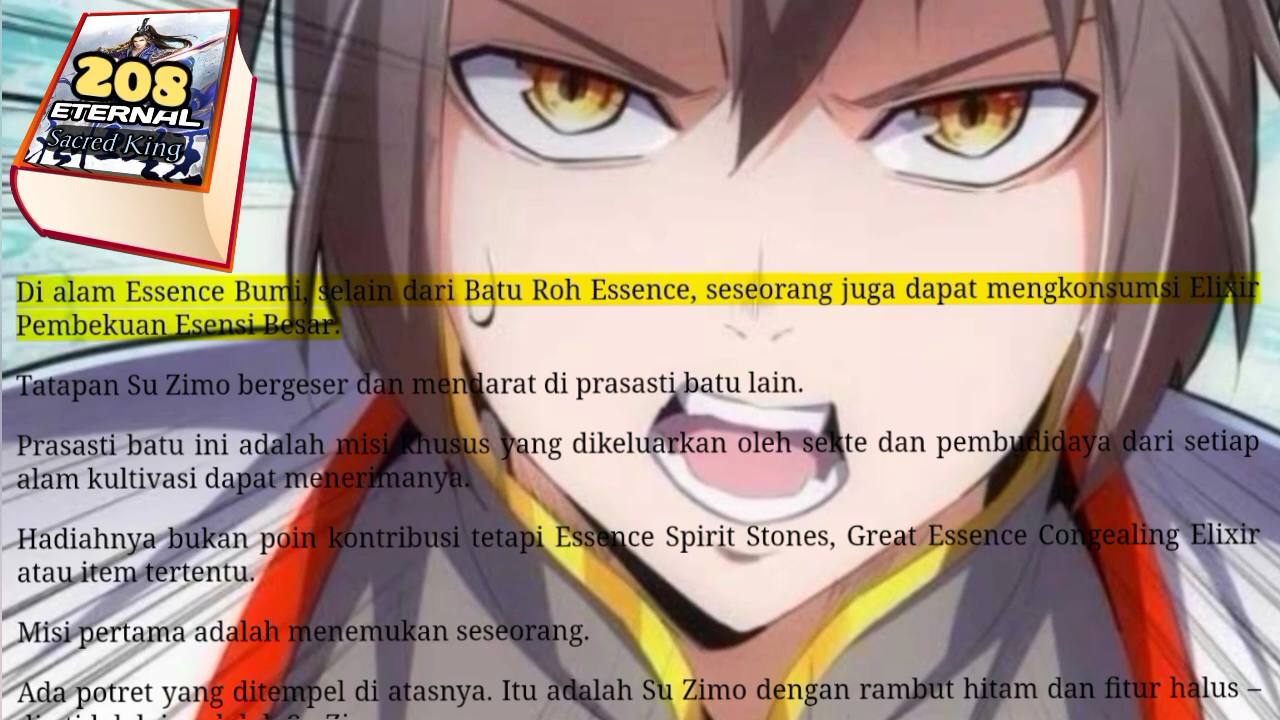 208
ETERNAL
Sacred King
Di alam Essence Bumi, selain dari Batu Roh Essence, seseorang juga dapat mengkonsumsi Elixir
Pembekuan Esensi Besar.
Tatapan Su Zimo bergeser dan mendarat di prasasti batu lain.
Prasasti batu ini adalah misi khusus yang dikeluarkan oleh sekte dan pembudidaya dari setiap
alam kultivasi dapat menerimanya.
Hadiahnya bukan poin kontribusi tetapi Essence Spirit Stones, Great Essence Congealing Elixir
atau item tertentu.
Misi pertama adalah menemukan seseorang.
Ada potret yang ditempel di atasnya. Itu adalah Su Zimo dengan rambut hitam dan fitur halus –